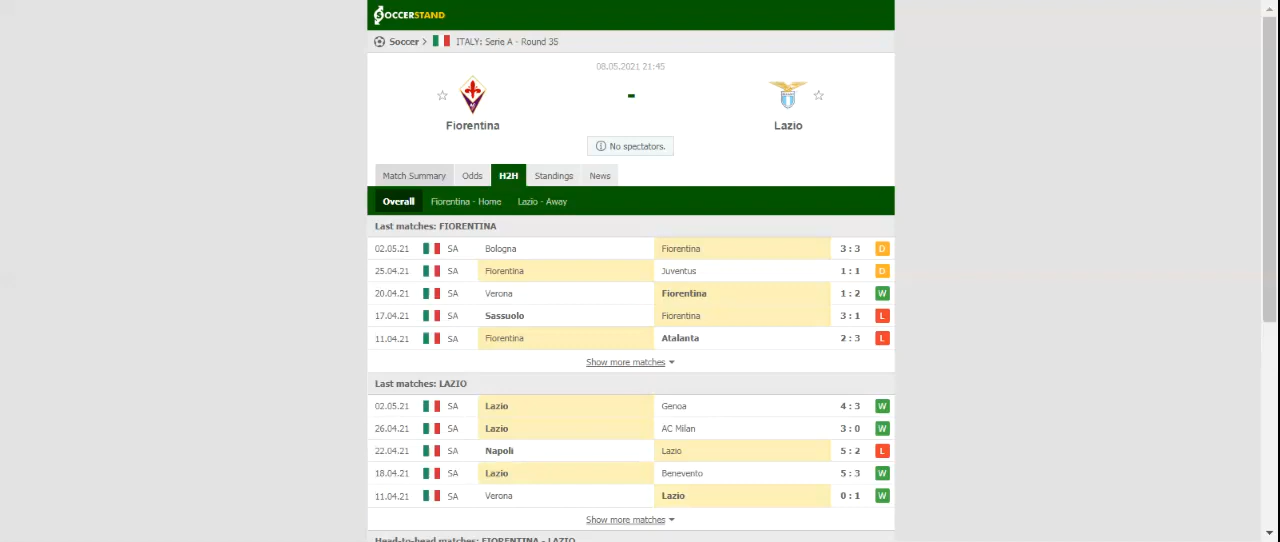 SOCCERSTAND
Soccer > ITALY: Serie A - Round 35
08.05.2021 21:45
-
Fiorentina Lazio
No spectators.
Match Summary Odds H2H Standings News
Overall Fiorentina - Home Lazio - Away
Last matches: FIORENTINA
02.05.21 SA Bologna Fiorentina 3 : 3 D
25.04.21 SA Fiorentina Juventus 1 : 1 D
20.04.21 SA Verona Fiorentina 1 : 2 W
17.04.21 SA Sassuolo Fiorentina 3 : 1 L
11.04.21 SA Fiorentina Atalanta 2 : 3 L
Show more matches
Last matches: LAZIO
02.05.21 SA Lazio Genoa 4 : 3 W
26.04.21 SA Lazio AC Milan 3 : 0 W
22.04.21 SA Napoli Lazio 5 : 2 L
18.04.21 SA Lazio Benevento 5 : 3 W
11.04.21 SA Verona Lazio 0 : 1 W
Show more matches
Head-to-head matches: FIORENTINA - LAZIO